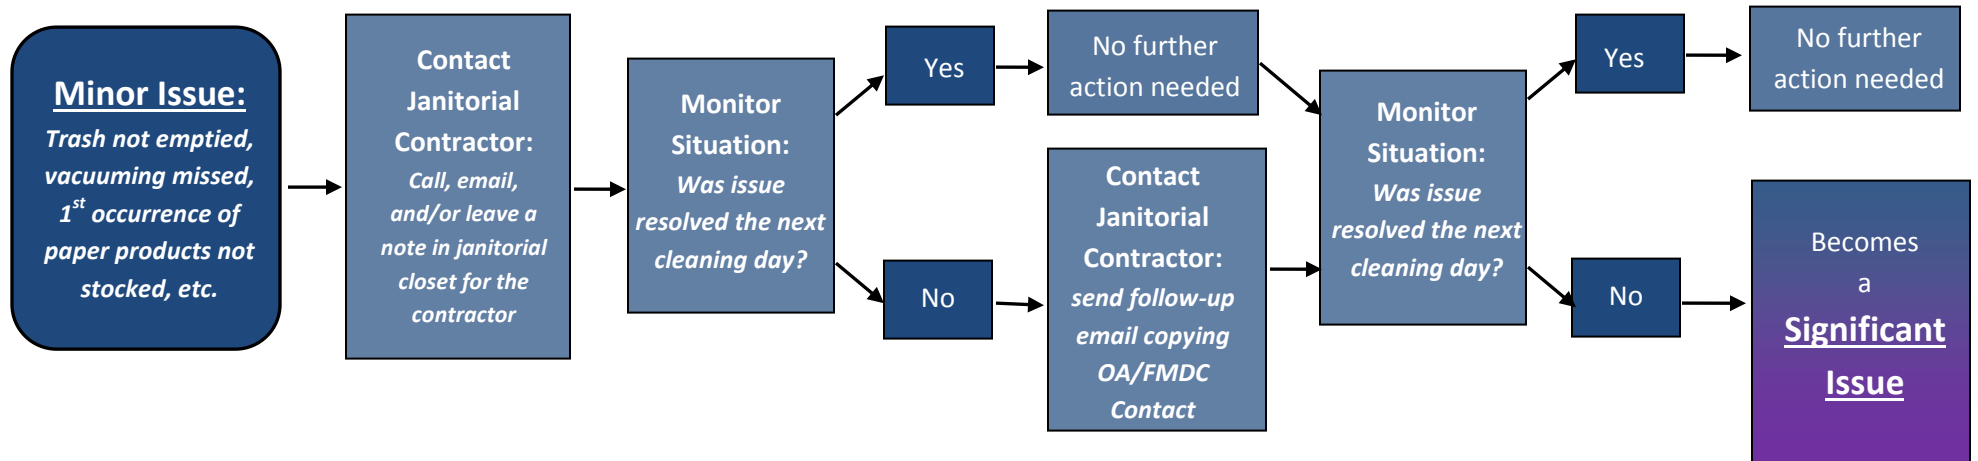 Minor Issue:
Trash not emptied,
vacuuming missed,
1st occurrence of
paper products not
stocked, etc.
Contact
Janitorial
Contractor:
Call, email,
and/or leave a
note in janitorial
closet for the
contractor
Monitor
Situation:
Was issue
resolved the next
cleaning day?
Yes
No further
action needed
No
Contact
Janitorial
Contractor:
send follow-up
email copying
OA/FMDC
Contact
Monitor
Situation:
Was issue
resolved the next
cleaning day?
Yes
No further
action needed
No
Becomes
a
Significant
Issue